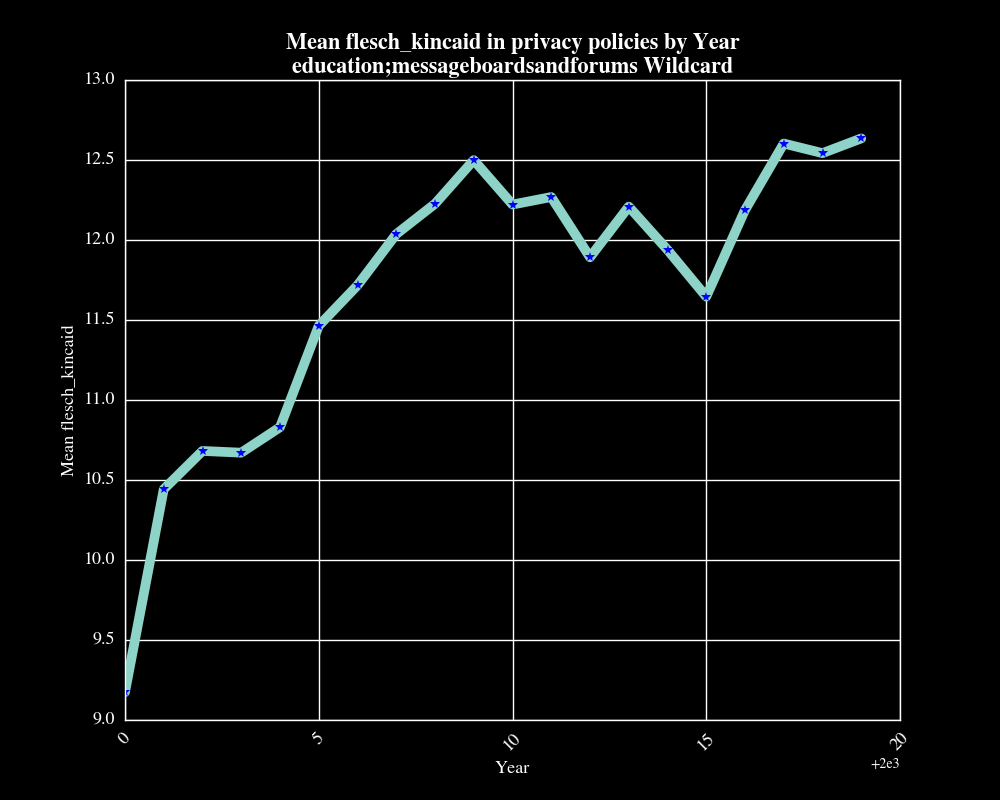 Mean flesch_kincaid in privacy policies by Year
education;messageboardsandforums Wildcard
13.0
12.5
12.0
11.5
11.0
10.5
10.0
9.5
9.0
Mean flesch_kincaid
0 5 10 15 20
Year
+2e3